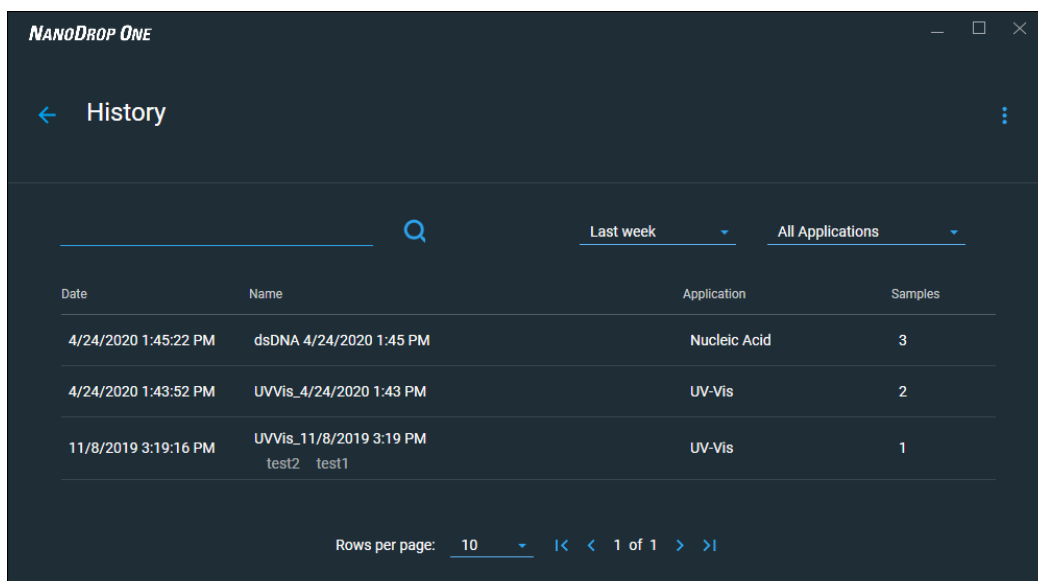 NANODROP ONE
History
Last week All Applications
Date Name Application Samples
4/24/2020 1:45:22 PM dsDNA 4/24/2020 1:45 PM Nucleic Acid 3
4/24/2020 1:43:52 PM UVVis_4/24/2020 1:43 PM UV-Vis 2
11/8/2019 3:19:16 PM UVVis_11/8/2019 3:19 PM UV-Vis 1
test2 test1
Rows per page: 10 1 of 1